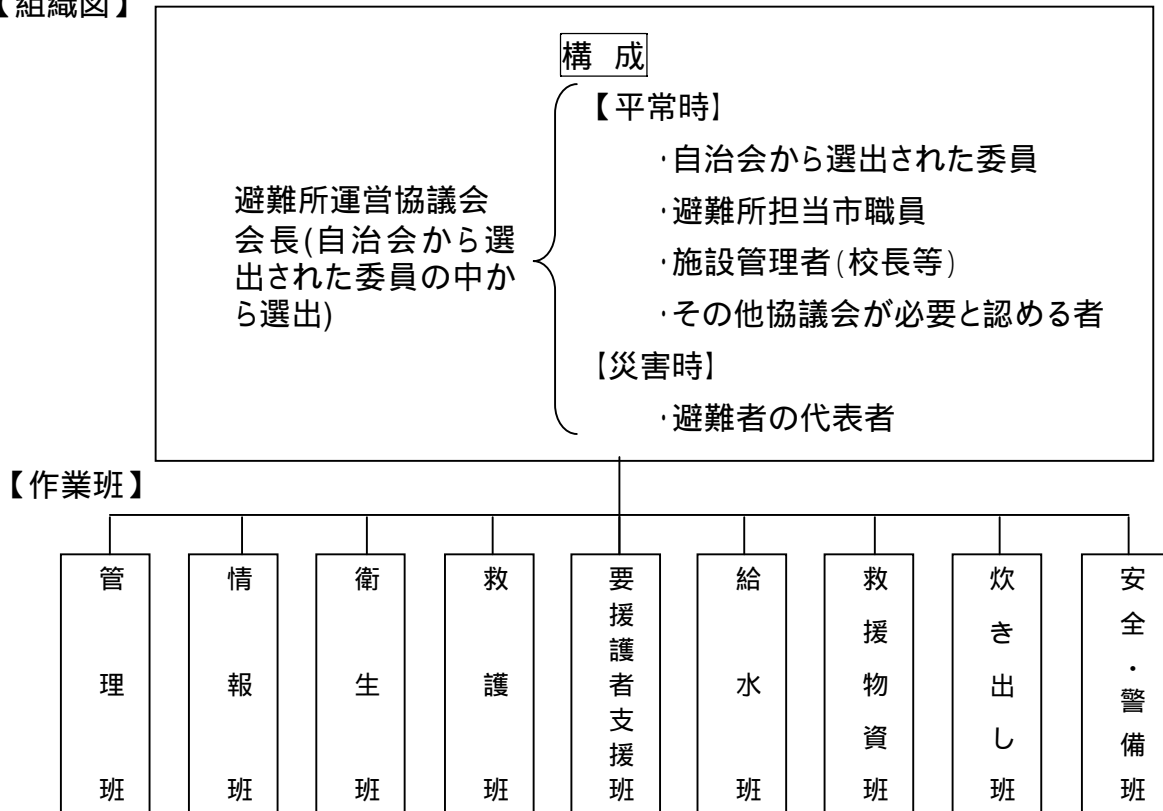 【組織図】
構 成
【平常時】
・自治会から選出された委員
・避難所担当市職員
・施設管理者(校長等)
・その他協議会が必要と認める者
【災害時】
・避難者の代表者
避難所運営協議会
会長(自治会から選
出された委員の中か
ら選出)
【作業班】
管理班
情報班
衛生班
救護班
要援護者支援班
給水班
救援物資班
炊き出し班
安全・警備班